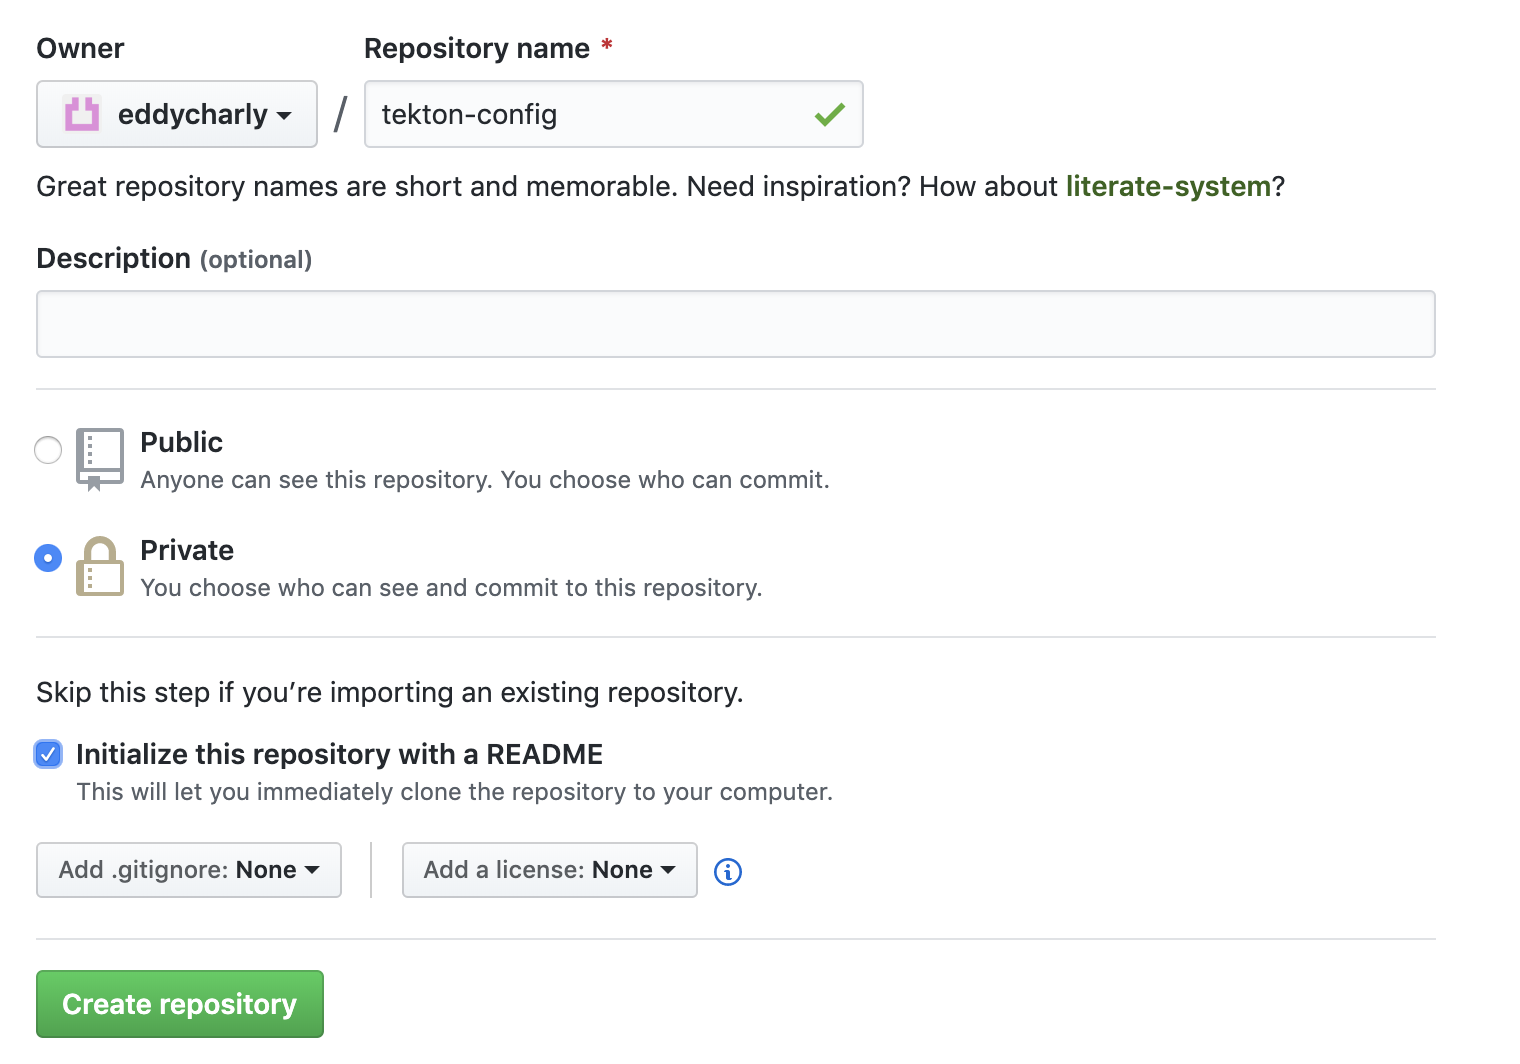 Owner
Repository name *
eddycharly / tekton-config
Great repository names are short and memorable. Need inspiration? How about literate-system?
Description (optional)
Public
Anyone can see this repository. You choose who can commit.
Private
You choose who can see and commit to this repository.
Skip this step if you’re importing an existing repository.
Initialize this repository with a README
This will let you immediately clone the repository to your computer.
Add .gitignore: None
Add a license: None
Create repository